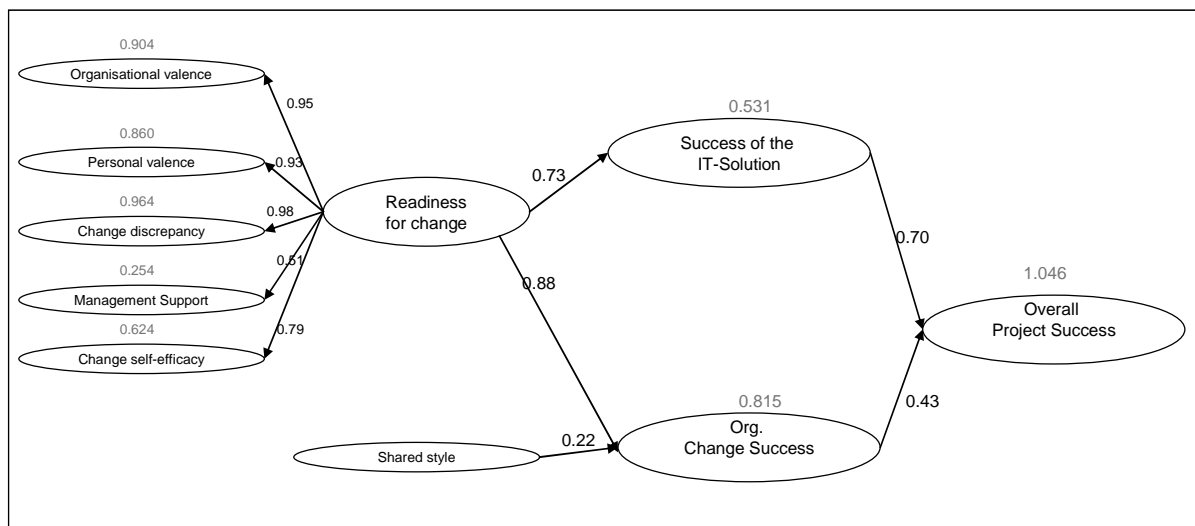 0.904
Organisational valence
0.95
0.860
Personal valence
0.93
0.964
Change discrepancy
0.98
0.254
Management Support
0.51
0.624
Change self-efficacy
0.79
Readiness
for change
0.73
0.88
Shared style
0.22
0.531
Success of the
IT-Solution
0.70
0.815
Org.
Change Success
0.43
1.046
Overall
Project Success